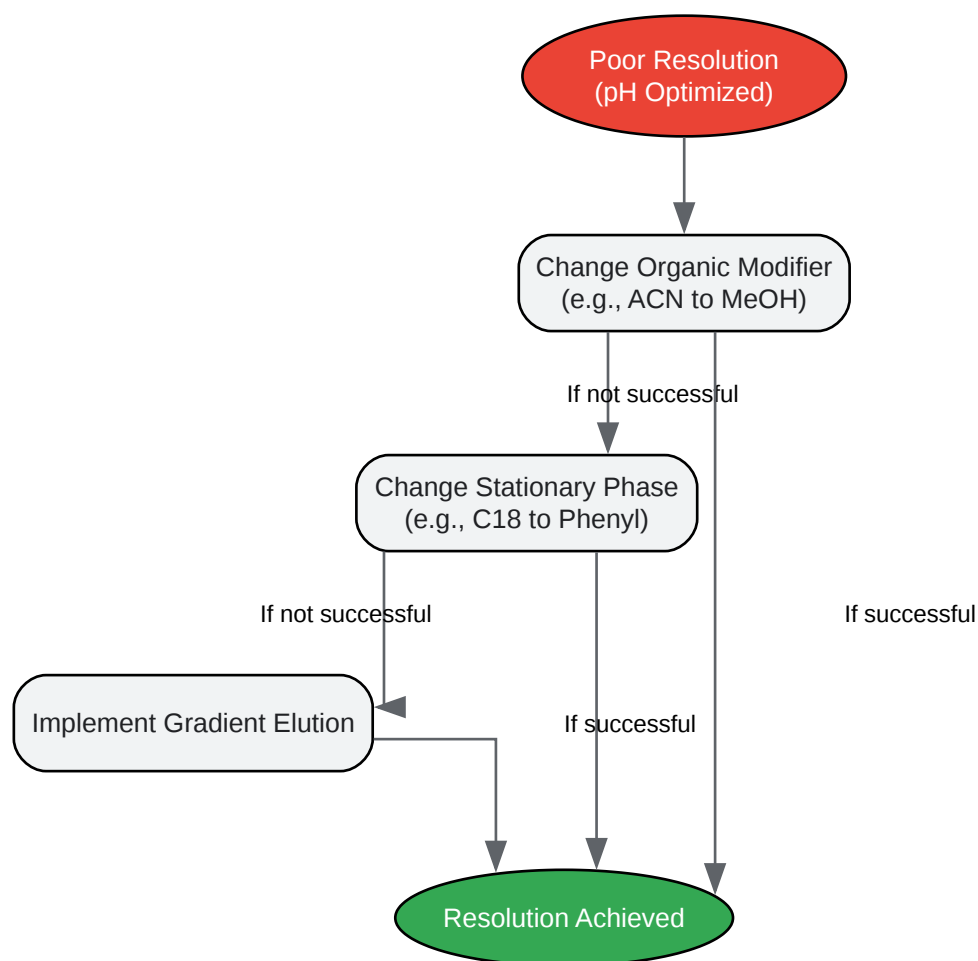 Poor Resolution
(pH Optimized)
Change Organic Modifier
(e.g., ACN to MeOH)
If not successful
Change Stationary Phase
(e.g., C18 to Phenyl)
If not successful
If successful
Implement Gradient Elution
If successful
Resolution Achieved